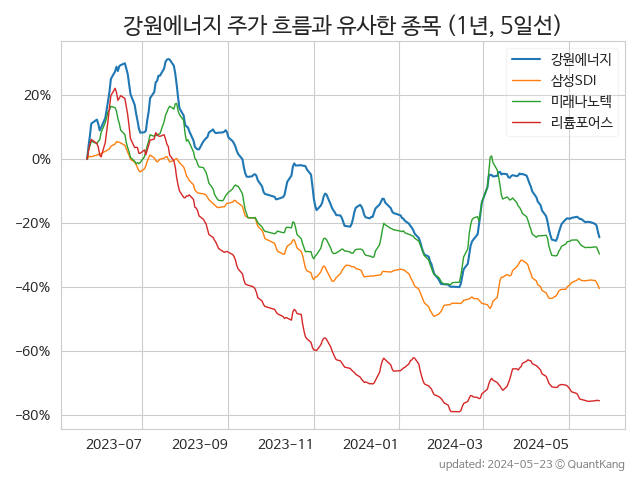 강원에너지 주가 흐름과 유사한 종목 (1년, 5일선)
강원에너지
삼성SDI
미래나노텍
리튬포어스
20%
0%
−20%
−40%
−60%
−80%
2023-07 2023-09 2023-11 2024-01 2024-03 2024-05
updated: 2024-05-23 © QuantKang